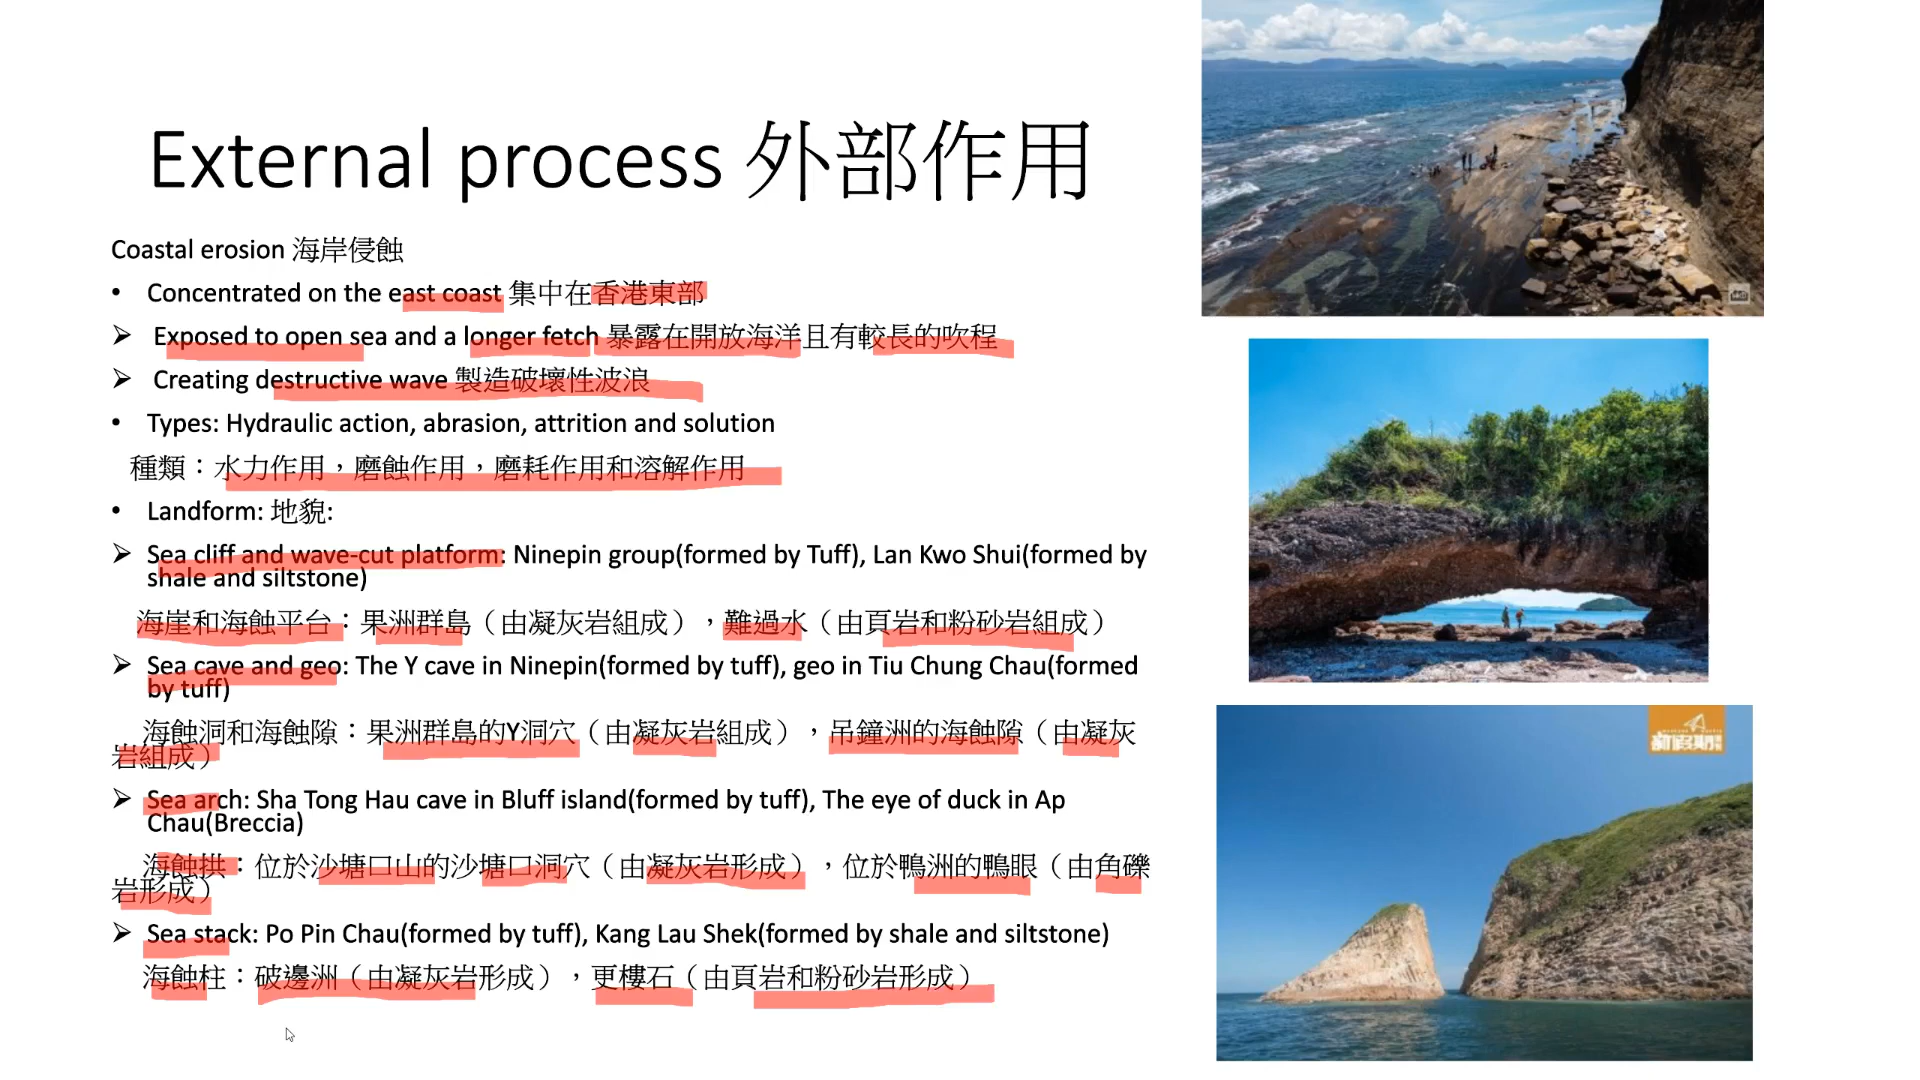 External process 外部作用
Coastal erosion 海岸侵蝕
• Concentrated on the east coast 集中在香港東部
➢ Exposed to open sea and a longer fetch 暴露在開放海洋且有較長的吹程
➢ Creating destructive wave 製造破壞性波浪
• Types: Hydraulic action, abrasion, attrition and solution
種類：水力作用，磨蝕作用，磨耗作用和溶解作用
• Landform: 地貌:
➢ Sea cliff and wave-cut platform: Ninepin group(formed by Tuff), Lan Kwo Shui(formed by
shale and siltstone)
海崖和海蝕平台：果洲群島（由凝灰岩組成），難過水（由頁岩和粉砂岩組成）
➢ Sea cave and geo: The Y cave in Ninepin(formed by tuff), geo in Tiu Chung Chau(formed
by tuff)
海蝕洞和海蝕隙：果洲群島的Y洞穴（由凝灰岩組成），吊鐘洲的海蝕隙（由凝灰
岩組成）
➢ Sea arch: Sha Tong Hau cave in Bluff island(formed by tuff), The eye of duck in Ap
Chau(Breccia)
海蝕拱：位於沙塘口山的沙塘口洞穴（由凝灰岩形成），位於鴨洲的鴨眼（由角礫
岩形成）
➢ Sea stack: Po Pin Chau(formed by tuff), Kang Lau Shek(formed by shale and siltstone)
海蝕柱：破邊洲（由凝灰岩形成），更樓石（由頁岩和粉砂岩形成）
新假期